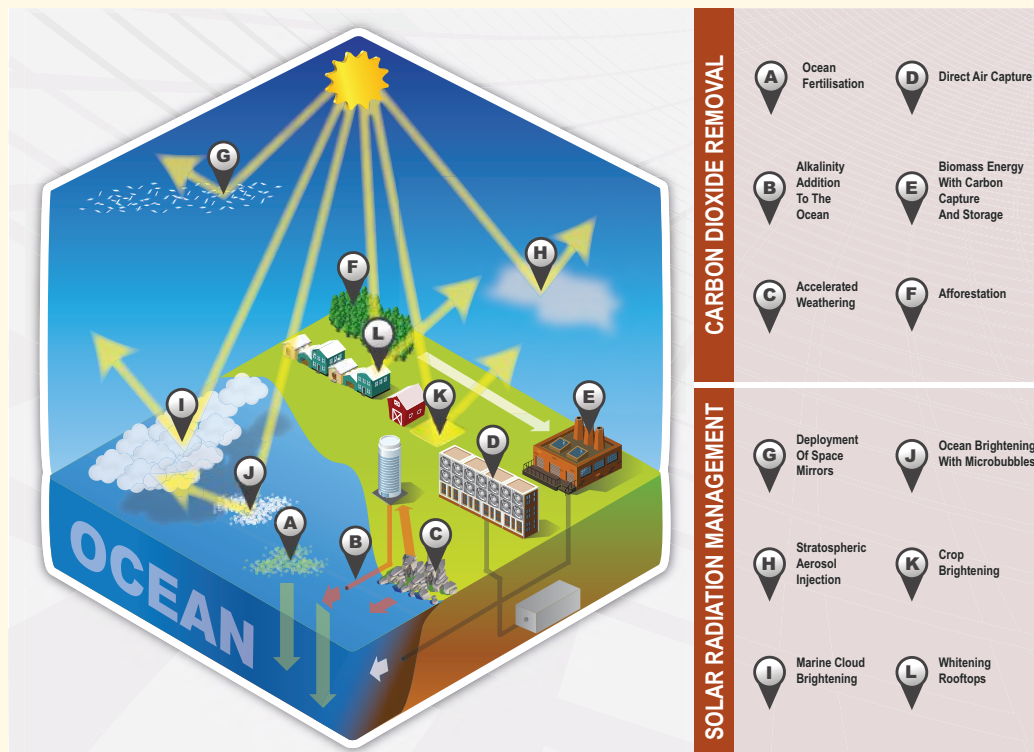 G
H
F
L
I
K
E
D
J
A
B
C
OCEAN
CARBON DIOXIDE REMOVAL
A
Ocean
Fertilisation
D
Direct Air Capture
B
Alkalinity
Addition
To The
Ocean
E
Biomass Energy
With Carbon
Capture
And Storage
C
Accelerated
Weathering
F
Afforestation
SOLAR RADIATION MANAGEMENT
G
Deployment
Of Space
Mirrors
J
Ocean Brightening
With Microbubbles
H
Stratospheric
Aerosol
Injection
K
Crop
Brightening
I
Marine Cloud
Brightening
L
Whitening
Rooftops